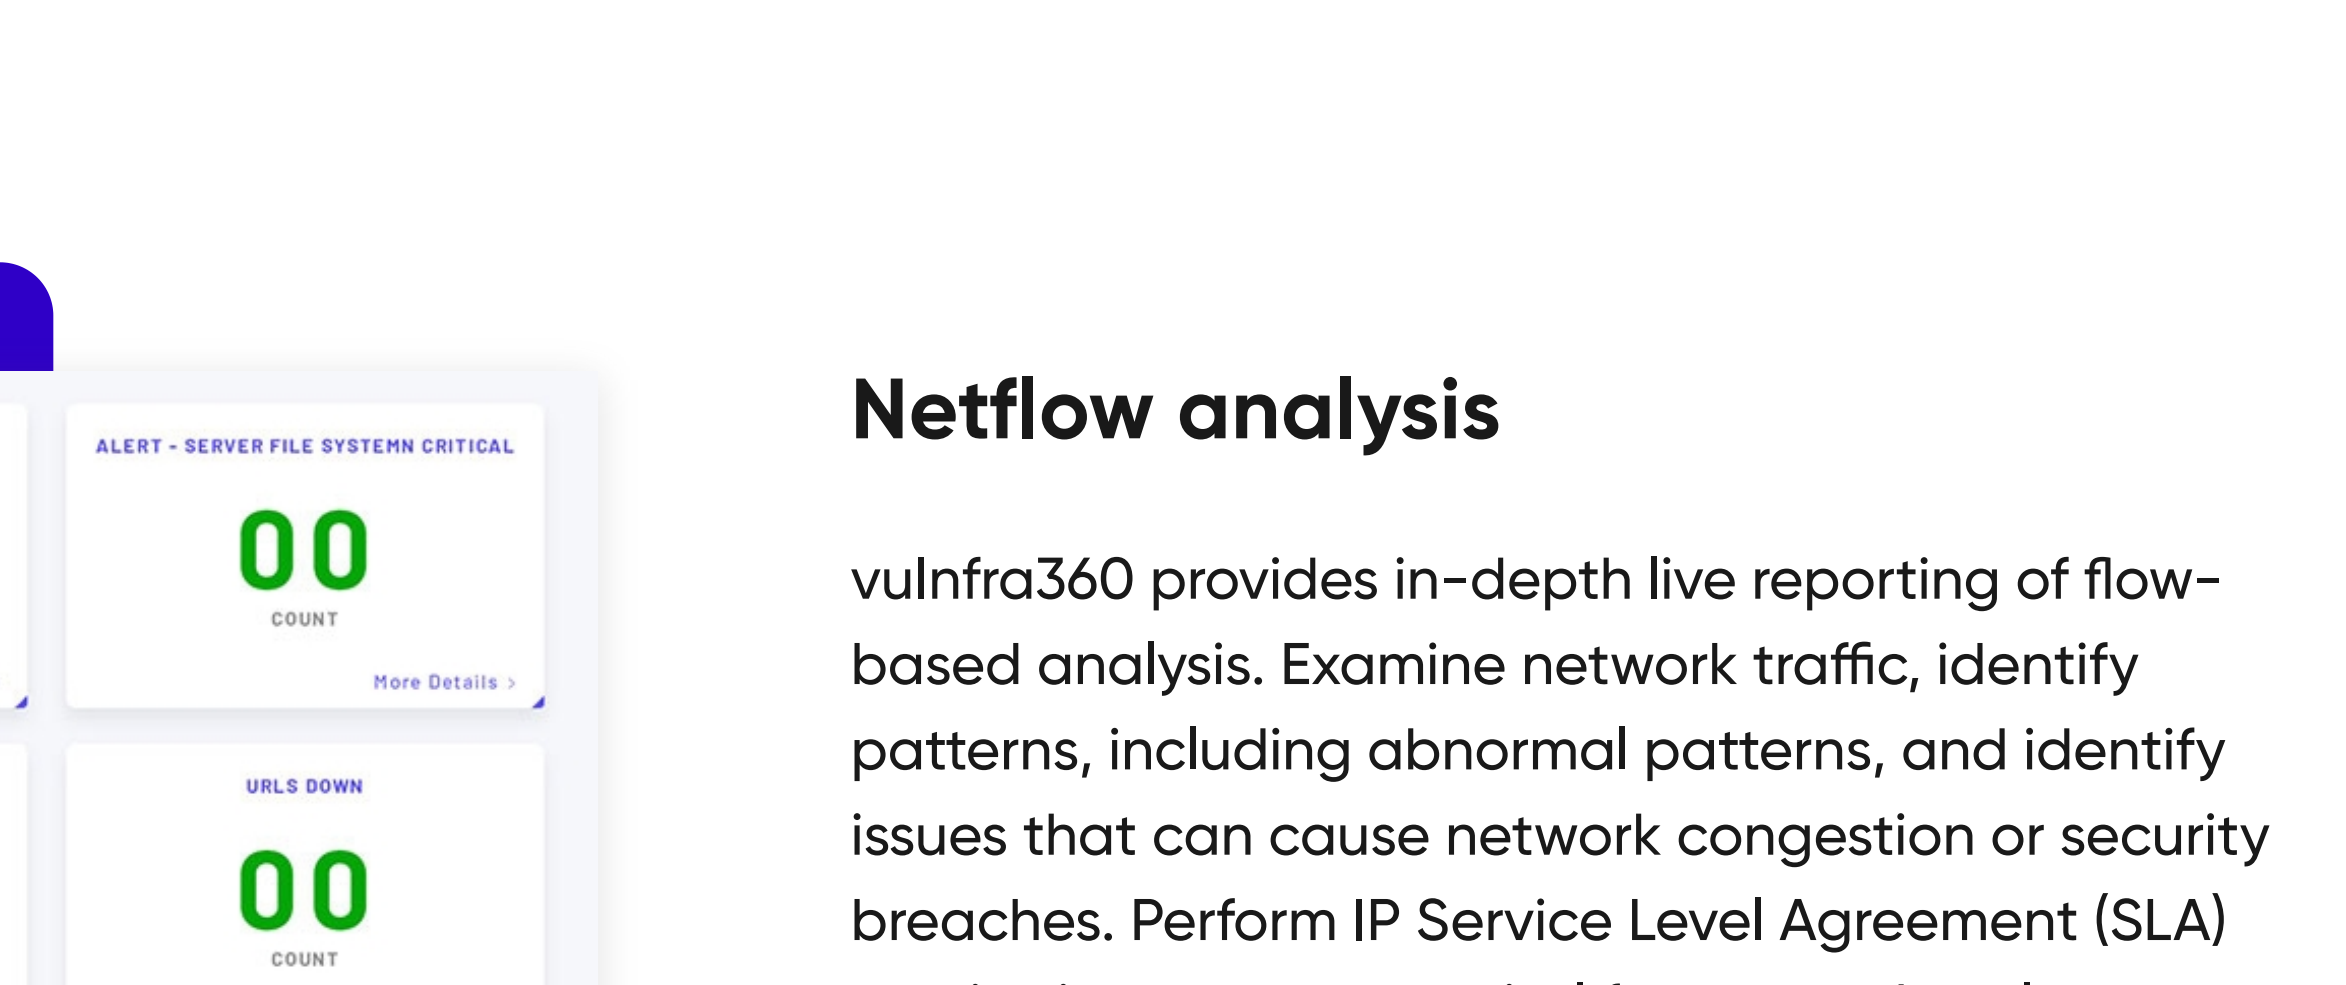 ALERT - SERVER FILE SYSTEMN CRITICAL
00
COUNT
More Details >
URLS DOWN
00
COUNT
Netflow analysis
vuInfra360 provides in-depth live reporting of flow-
based analysis. Examine network traffic, identify
patterns, including abnormal patterns, and identify
issues that can cause network congestion or security
breaches. Perform IP Service Level Agreement (SLA)